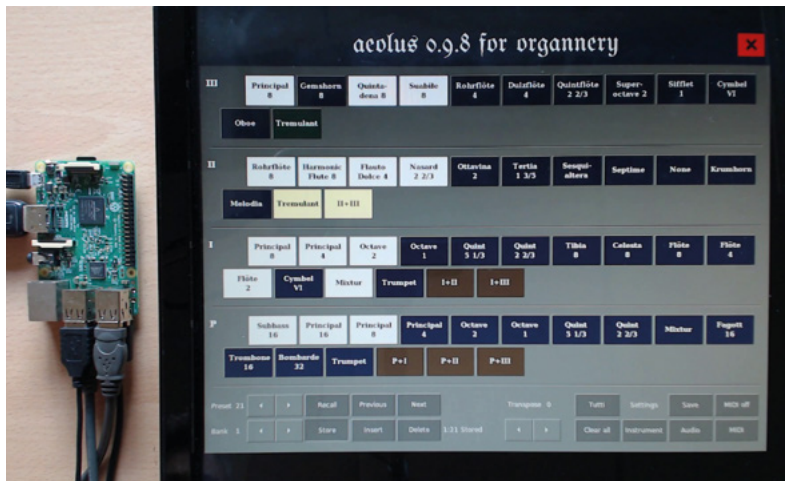 aeolus 0.9.8 for organnery
III
Principal 8 Gemshorn 8 Quinta-dena 8 Suabile 8 Rohrflöte 4 Dulzflöte 4 Quintflöte 2 2/3 Super-octave 2 Sifflet 1 Cymbel VI
Oboe Tremulant
II
Rohrflöte 8 Harmonic Flute 8 Flauto Dolce 4 Nasard 2 2/3 Ottavina 2 Tertia 1 3/5 Sesqui-altera Septime None Krumhorn
Melodia Tremulant II+III
I
Principal 8 Principal 4 Octave 2 Octave 1 Quint 5 1/3 Quint 2 2/3 Tibia 8 Celesta 8 Flöte 8 Flöte 4
Flöte 2 Cymbel VI Mixtur Trumpet I+II I+III
P
Subbass 16 Principal 16 Principal 8 Principal 4 Octave 2 Octave 1 Quint 5 1/3 Quint 2 2/3 Mixtur Fagott 16
Trombone 16 Bombarde 32 Trumpet P+I P+II P+III
Preset 21 Recall Previous Next Transpose 0 Tutti Settings Save MIDI off
Bank 1 Store Insert Delete 1:21 Stored Clear all Instrument Audio MIDI